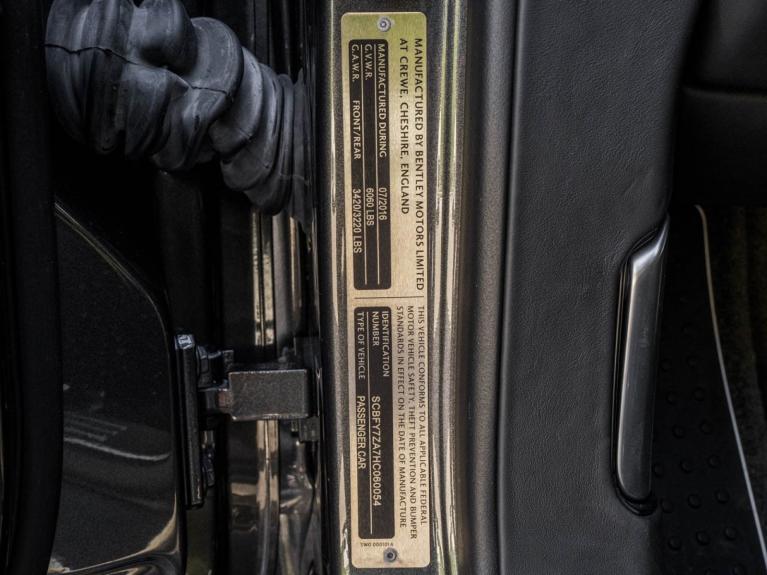 MANUFACTURED BY BENTLEY MOTORS LIMITED
AT CREWE, CHESHIRE, ENGLAND
MANUFACTURED DURING 07/2016
G.V.W.R. 6060 LBS
G.A.W.R. FRONT/REAR 3420/3220 LBS
THIS VEHICLE CONFORMS TO ALL APPLICABLE FEDERAL
MOTOR VEHICLE SAFETY, THEFT PREVENTION AND BUMPER
STANDARDS IN EFFECT ON THE DATE OF MANUFACTURE
IDENTIFICATION
NUMBER SCBFY7ZA7HC060054
TYPE OF VEHICLE PASSENGER CAR